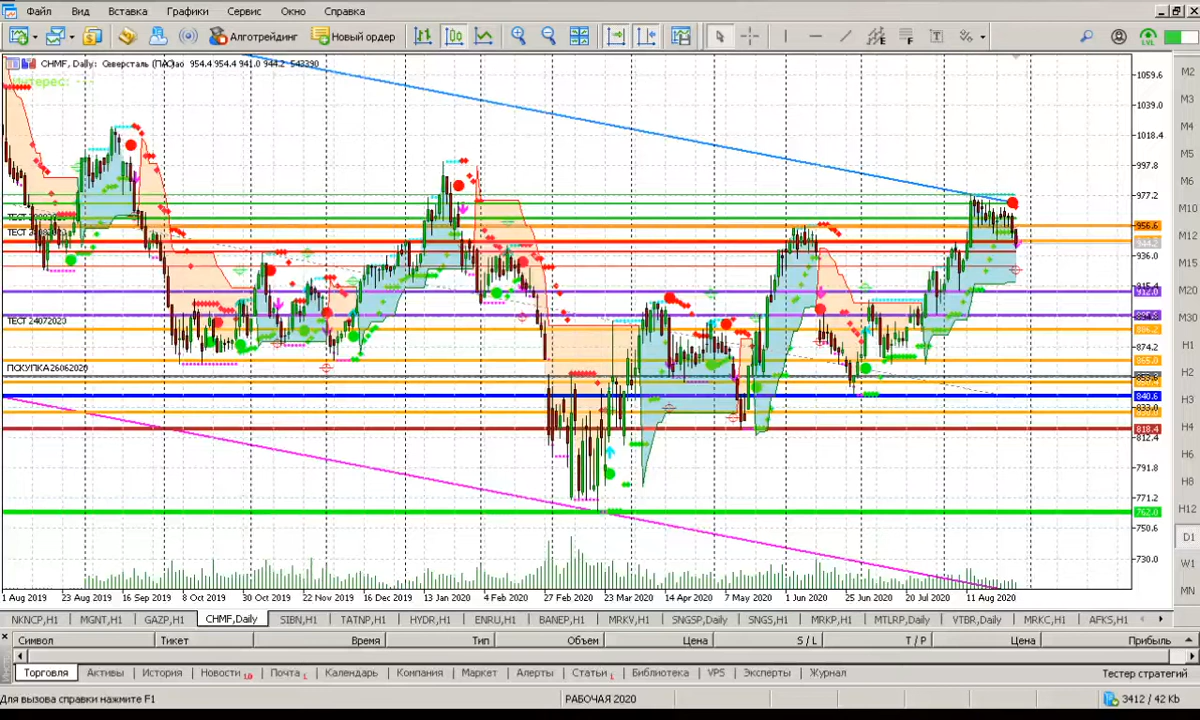 Файл Вид Вставка Графики Сервис Окно Справка
Алготрейдинг Новый ордер
CHMF, Daily: Северсталь (ПАО)ао 954.4 954.4 941.0 944.2 543390
Интерес: ---
1059.6
1039.0
1018.4
997.8
977.2
956.6
944.2
936.0
915.4
912.0
886.2
874.2
865.0
840.6
833.0
818.4
812.4
791.8
771.2
762.0
750.6
730.0
ТЕСТ 24072020
ПОКУПКА 26062020
M2
M3
M4
M5
M6
M10
M12
M15
M20
M30
H1
H2
H3
H4
H6
H8
H12
D1
W1
MN
1 Aug 2019 23 Aug 2019 16 Sep 2019 8 Oct 2019 30 Oct 2019 22 Nov 2019 16 Dec 2019 13 Jan 2020 4 Feb 2020 27 Feb 2020 23 Mar 2020 14 Apr 2020 7 May 2020 1 Jun 2020 25 Jun 2020 20 Jul 2020 11 Aug 2020
NKNCP,H1 MGNT,H1 GAZP,H1 CHMF,Daily SIBN,H1 TATNP,H1 HYDR,H1 ENRU,H1 BANEP,H1 MRKV,H1 SNGSP,Daily SNGS,H1 MRKP,H1 MTLRP,Daily VTBR,Daily MRKC,H1 AFKS,H1
Символ Тикет Время Тип Объем Цена S / L T / P Цена Прибыль
Торговля Активы История Новости Почта Календарь Компания Маркет Алерты Статьи Библиотека VPS Эксперты Журнал Тестер стратегий
Для вызова справки нажмите F1 РАБОЧАЯ 2020 3412 / 42 Kb